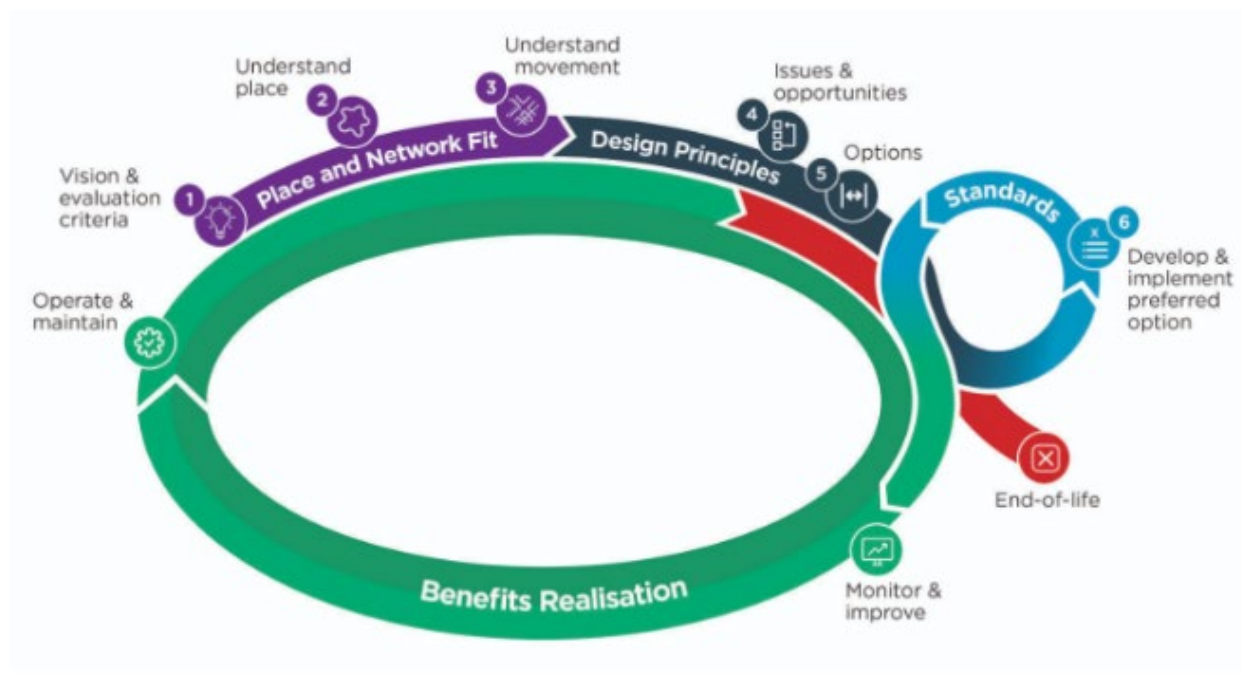 Understand
place
2
Understand
movement
3
Issues &
opportunities
4
Options
5
Vision &
evaluation
criteria
1
Place and Network Fit
Design Principles
Standards
6
Develop &
implement
preferred
option
Operate &
maintain
End-of-life
Monitor &
improve
Benefits Realisation
x